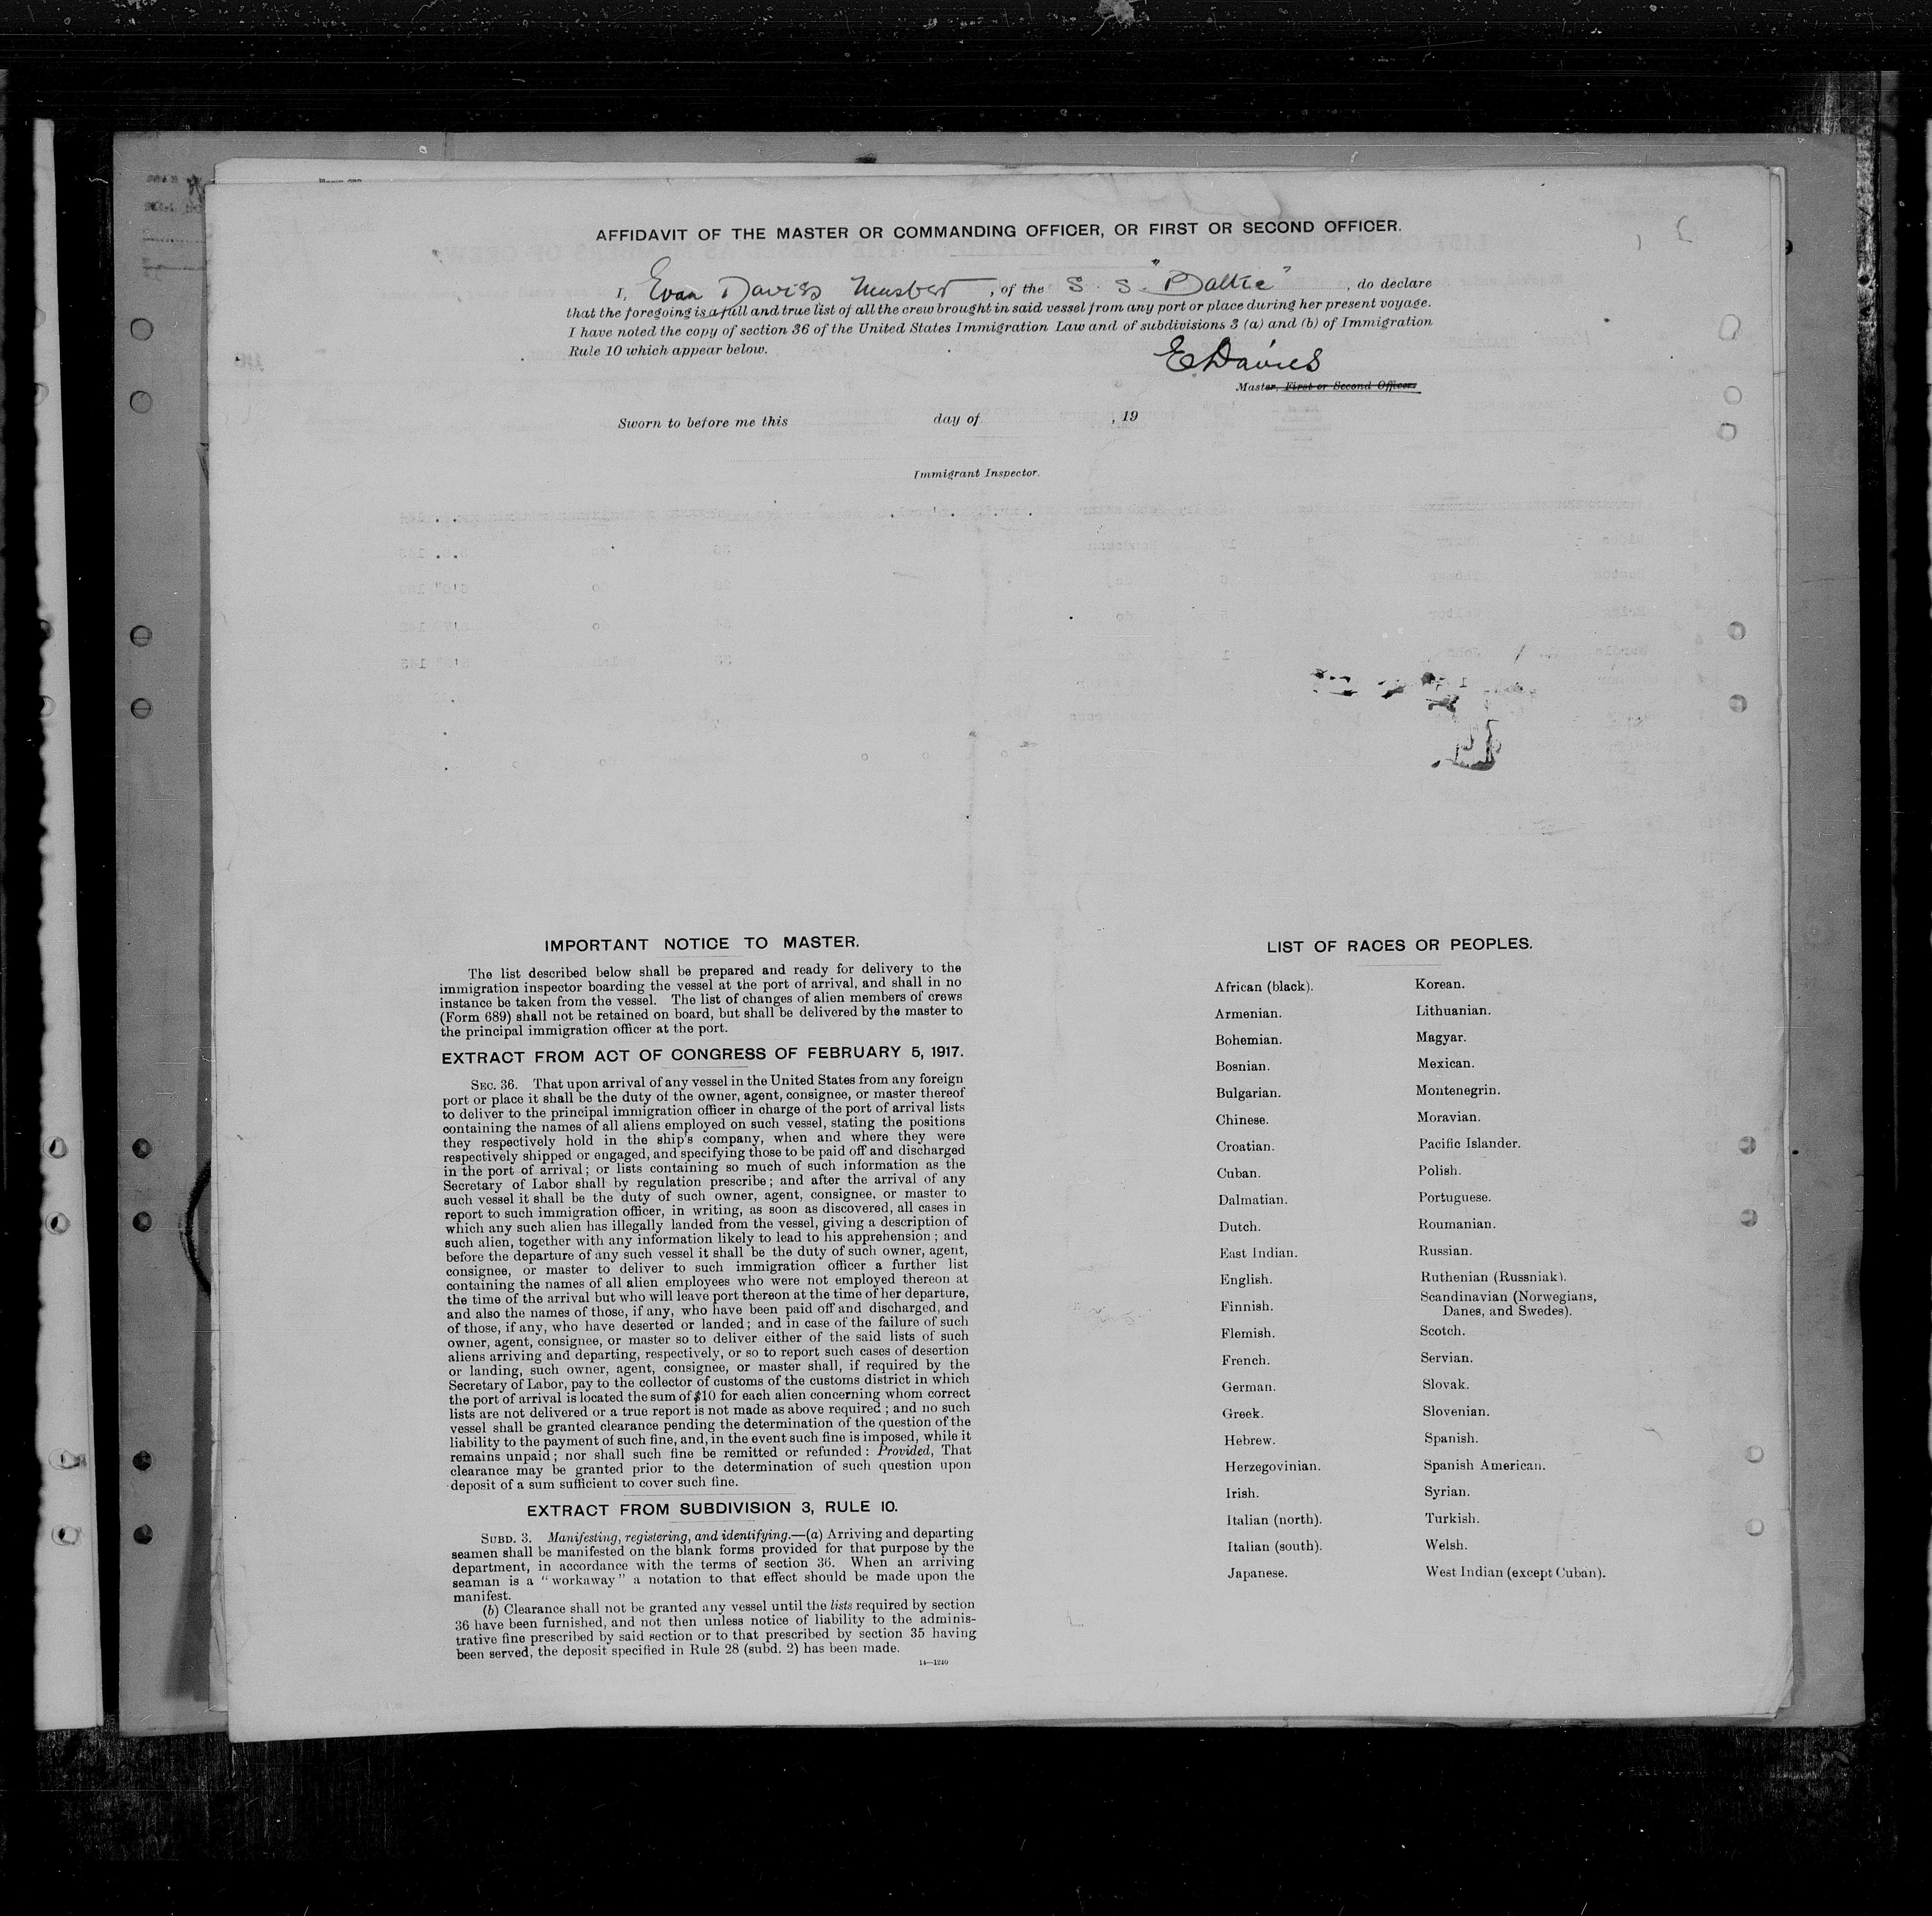 AFFIDAVIT OF THE MASTER OR COMMANDING OFFICER, OR FIRST OR SECOND OFFICER.
I, Evan Davies Master, of the S. S. "Baltic", do declare
that the foregoing is a full and true list of all the crew brought in said vessel from any port or place during her present voyage.
I have noted the copy of section 36 of the United States Immigration Law and of subdivisions 3 (a) and (b) of Immigration
Rule 10 which appear below.
E Davies
Master, First or Second Officer.
Sworn to before me this day of , 19
Immigrant Inspector.
IMPORTANT NOTICE TO MASTER.
The list described below shall be prepared and ready for delivery to the
immigration inspector boarding the vessel at the port of arrival, and shall in no
instance be taken from the vessel. The list of changes of alien members of crews
(Form 689) shall not be retained on board, but shall be delivered by the master to
the principal immigration officer at the port.
EXTRACT FROM ACT OF CONGRESS OF FEBRUARY 5, 1917.
SEC. 36. That upon arrival of any vessel in the United States from any foreign
port or place it shall be the duty of the owner, agent, consignee, or master thereof
to deliver to the principal immigration officer in charge of the port of arrival lists
containing the names of all aliens employed on such vessel, stating the positions
they respectively hold in the ship's company, when and where they were
respectively shipped or engaged, and specifying those to be paid off and discharged
in the port of arrival; or lists containing so much of such information as the
Secretary of Labor shall by regulation prescribe; and after the arrival of any
such vessel it shall be the duty of such owner, agent, consignee, or master to
report to such immigration officer, in writing, as soon as discovered, all cases in
which any such alien has illegally landed from the vessel, giving a description of
such alien, together with any information likely to lead to his apprehension; and
before the departure of any such vessel it shall be the duty of such owner, agent,
consignee, or master to deliver to such immigration officer a further list
containing the names of all alien employees who were not employed thereon at
the time of the arrival but who will leave port thereon at the time of her departure,
and also the names of those, if any, who have been paid off and discharged, and
of those, if any, who have deserted or landed; and in case of the failure of such
owner, agent, consignee, or master so to deliver either of the said lists of such
aliens arriving and departing, respectively, or so to report such cases of desertion
or landing, such owner, agent, consignee, or master shall, if required by the
Secretary of Labor, pay to the collector of customs of the customs district in which
the port of arrival is located the sum of $10 for each alien concerning whom correct
lists are not delivered or a true report is not made as above required; and no such
vessel shall be granted clearance pending the determination of the question of the
liability to the payment of such fine, and, in the event such fine is imposed, while it
remains unpaid; nor shall such fine be remitted or refunded: Provided, That
clearance may be granted prior to the determination of such question upon
deposit of a sum sufficient to cover such fine.
EXTRACT FROM SUBDIVISION 3, RULE 10.
SUBD. 3. Manifesting, registering, and identifying.—(a) Arriving and departing
seamen shall be manifested on the blank forms provided for that purpose by the
department, in accordance with the terms of section 36. When an arriving
seaman is a "workaway" a notation to that effect should be made upon the
manifest.
(b) Clearance shall not be granted any vessel until the lists required by section
36 have been furnished, and not then unless notice of liability to the adminis-
trative fine prescribed by said section or to that prescribed by section 35 having
been served, the deposit specified in Rule 28 (subd. 2) has been made.
14—1240
LIST OF RACES OR PEOPLES.
African (black).
Armenian.
Bohemian.
Bosnian.
Bulgarian.
Chinese.
Croatian.
Cuban.
Dalmatian.
Dutch.
East Indian.
English.
Finnish.
Flemish.
French.
German.
Greek.
Hebrew.
Herzegovinian.
Irish.
Italian (north).
Italian (south).
Japanese.
Korean.
Lithuanian.
Magyar.
Mexican.
Montenegrin.
Moravian.
Pacific Islander.
Polish.
Portuguese.
Roumanian.
Russian.
Ruthenian (Russniak).
Scandinavian (Norwegians,
Danes, and Swedes).
Scotch.
Servian.
Slovak.
Slovenian.
Spanish.
Spanish American.
Syrian.
Turkish.
Welsh.
West Indian (except Cuban).